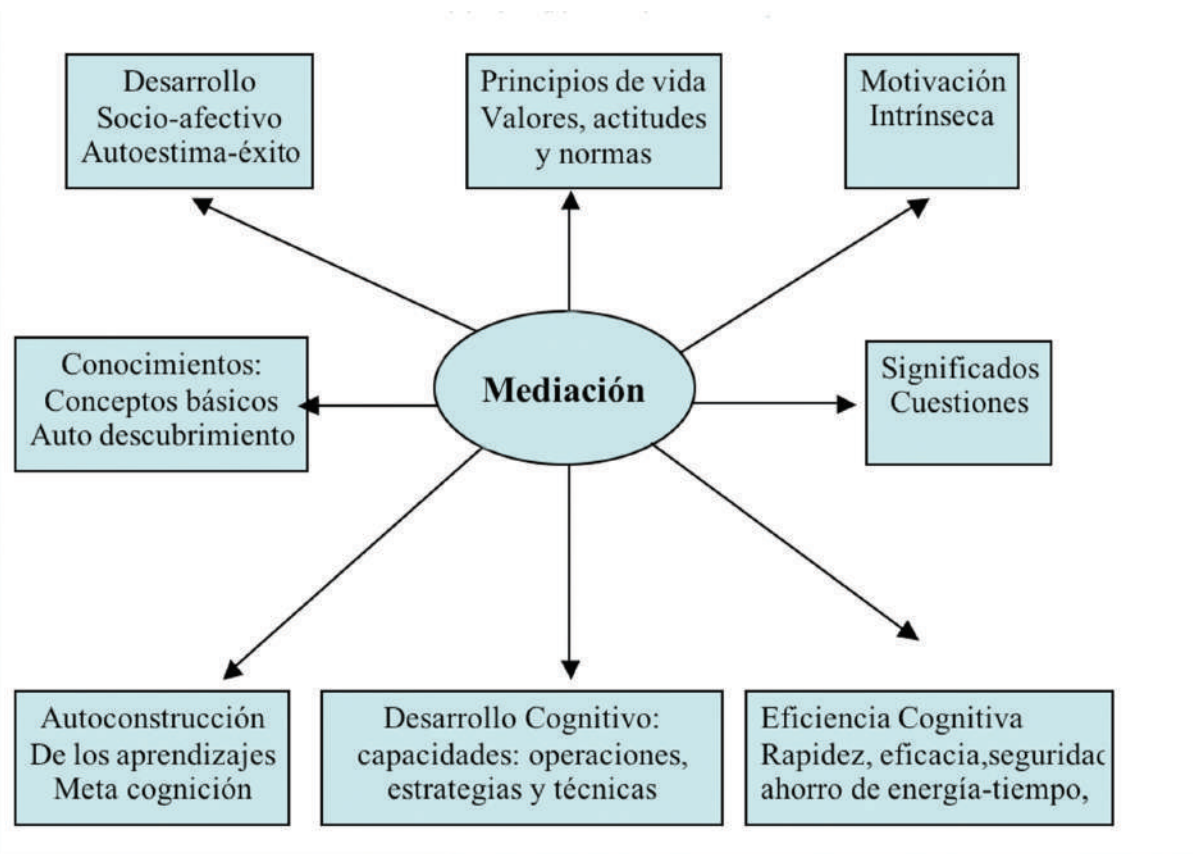 Desarrollo
Socio-afectivo
Autoestima-éxito
Principios de vida
Valores, actitudes
y normas
Motivación
Intrínseca
Conocimientos:
Conceptos básicos
Auto descubrimiento
Mediación
Significados
Cuestiones
Autoconstrucción
De los aprendizajes
Meta cognición
Desarrollo Cognitivo:
capacidades: operaciones,
estrategias y técnicas
Eficiencia Cognitiva
Rapidez, eficacia,seguridad
ahorro de energía-tiempo,